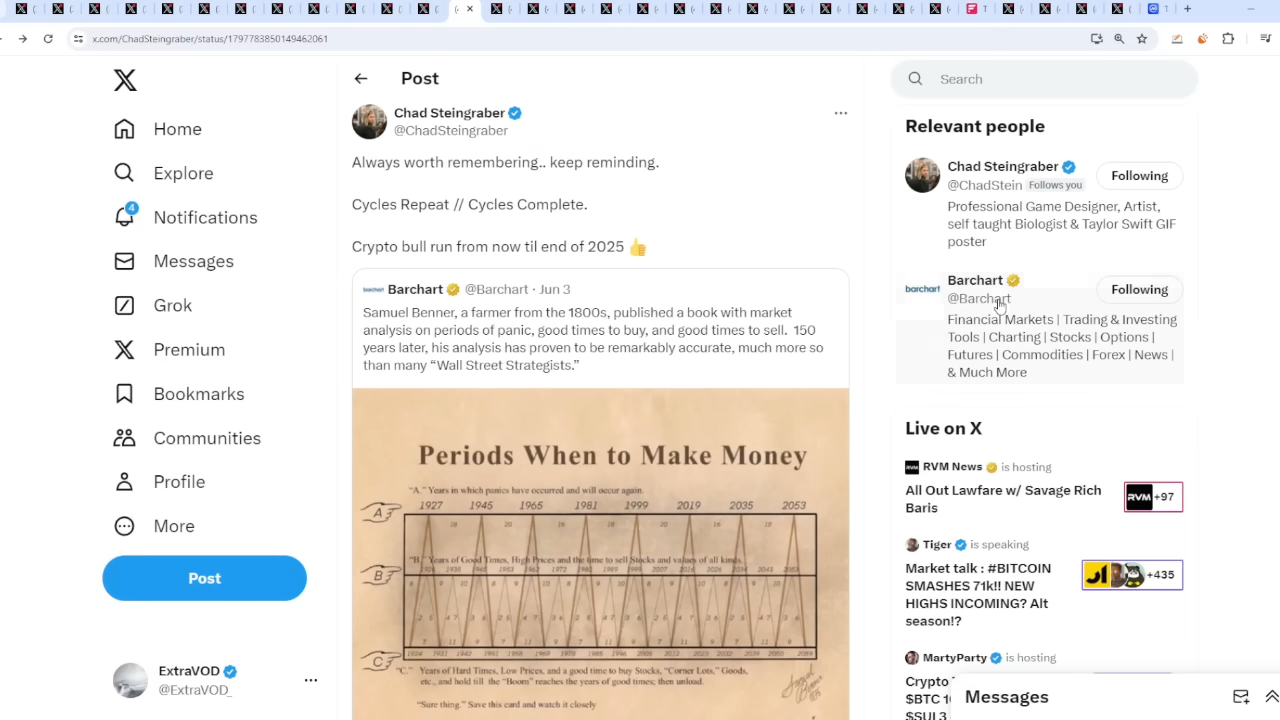 x.com/ChadSteingraber/status/1797783850149462061
Post
Search
Chad Steingraber
@ChadSteingraber
Always worth remembering.. keep reminding.
Cycles Repeat // Cycles Complete.
Crypto bull run from now til end of 2025 👍
Barchart @Barchart · Jun 3
Samuel Benner, a farmer from the 1800s, published a book with market
analysis on periods of panic, good times to buy, and good times to sell. 150
years later, his analysis has proven to be remarkably accurate, much more so
than many “Wall Street Strategists.”
Periods When to Make Money
"A." Years in which panics have occurred and will occur again.
1927 1945 1965 1981 1999 2019 2035 2053
18 20 16 18 20 16 18
A
"B." Years of Good Times, High Prices and the time to sell Stocks and values of all kinds.
B
C
"C." Years of Hard Times, Low Prices, and a good time to buy Stocks, "Corner Lots," Goods,
etc., and hold till the "Boom" reaches the years of good times; then unload.
"Sure thing." Save this card and watch it closely
4
Home
Explore
Notifications
Messages
Grok
Premium
Bookmarks
Communities
Profile
More
Post
ExtraVOD
@ExtraVOD_
Relevant people
Chad Steingraber
@ChadStein Follows you
Following
Professional Game Designer, Artist,
self taught Biologist & Taylor Swift GIF
poster
Barchart
@Barchart
Following
barchart
Financial Markets | Trading & Investing
Tools | Charting | Stocks | Options |
Futures | Commodities | Forex | News |
& Much More
Live on X
RVM News is hosting
All Out Lawfare w/ Savage Rich
Baris
RVM +97
Tiger is speaking
Market talk : #BITCOIN
SMASHES 71k!! NEW
HIGHS INCOMING? Alt
season!?
+435
MartyParty is hosting
Messages